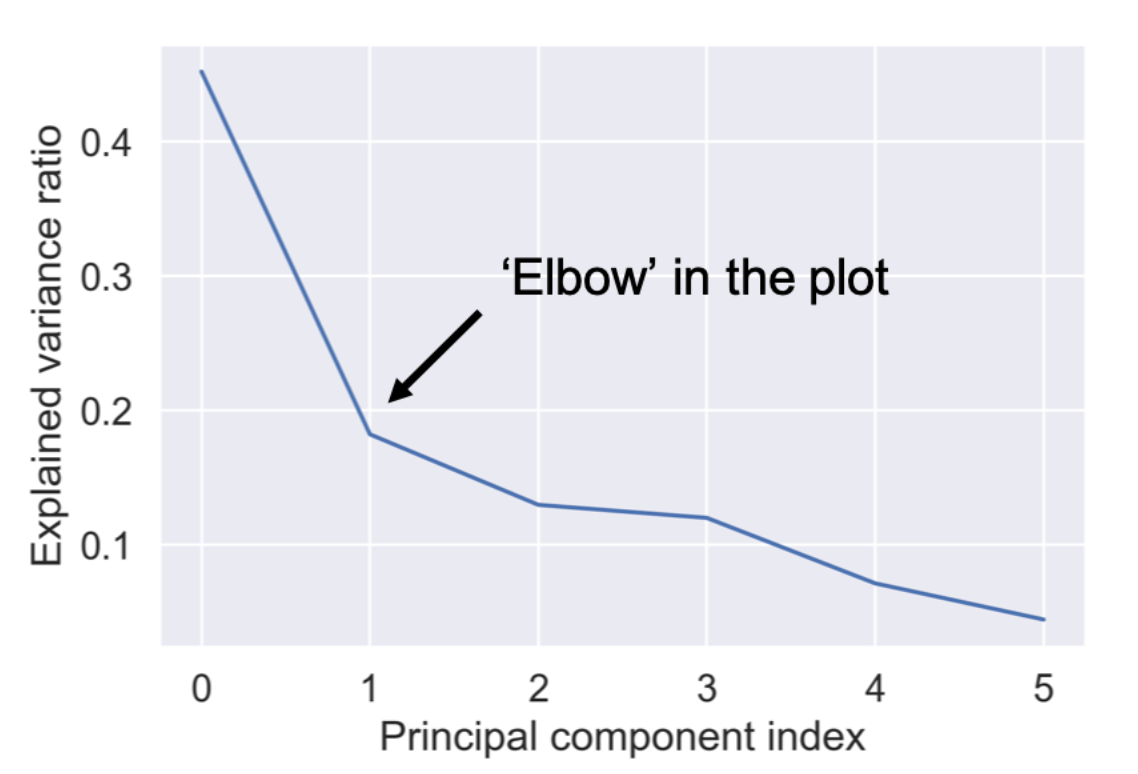 0.4
0.3
0.2
0.1
Explained variance ratio
‘Elbow’ in the plot
0 1 2 3 4 5
Principal component index